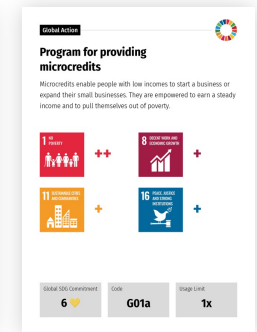 Global Action
Program for providing
microcredits
Microcredits enable people with low incomes to start a business or
expand their small businesses. They are empowered to earn a steady
income and to pull themselves out of poverty.
1 NO
POVERTY
++
8 DECENT WORK AND
ECONOMIC GROWTH
+
11 SUSTAINABLE CITIES
AND COMMUNITIES
+
16 PEACE, JUSTICE
AND STRONG
INSTITUTIONS
+
Global SDG Commitment
6
Code
G01a
Usage Limit
1x